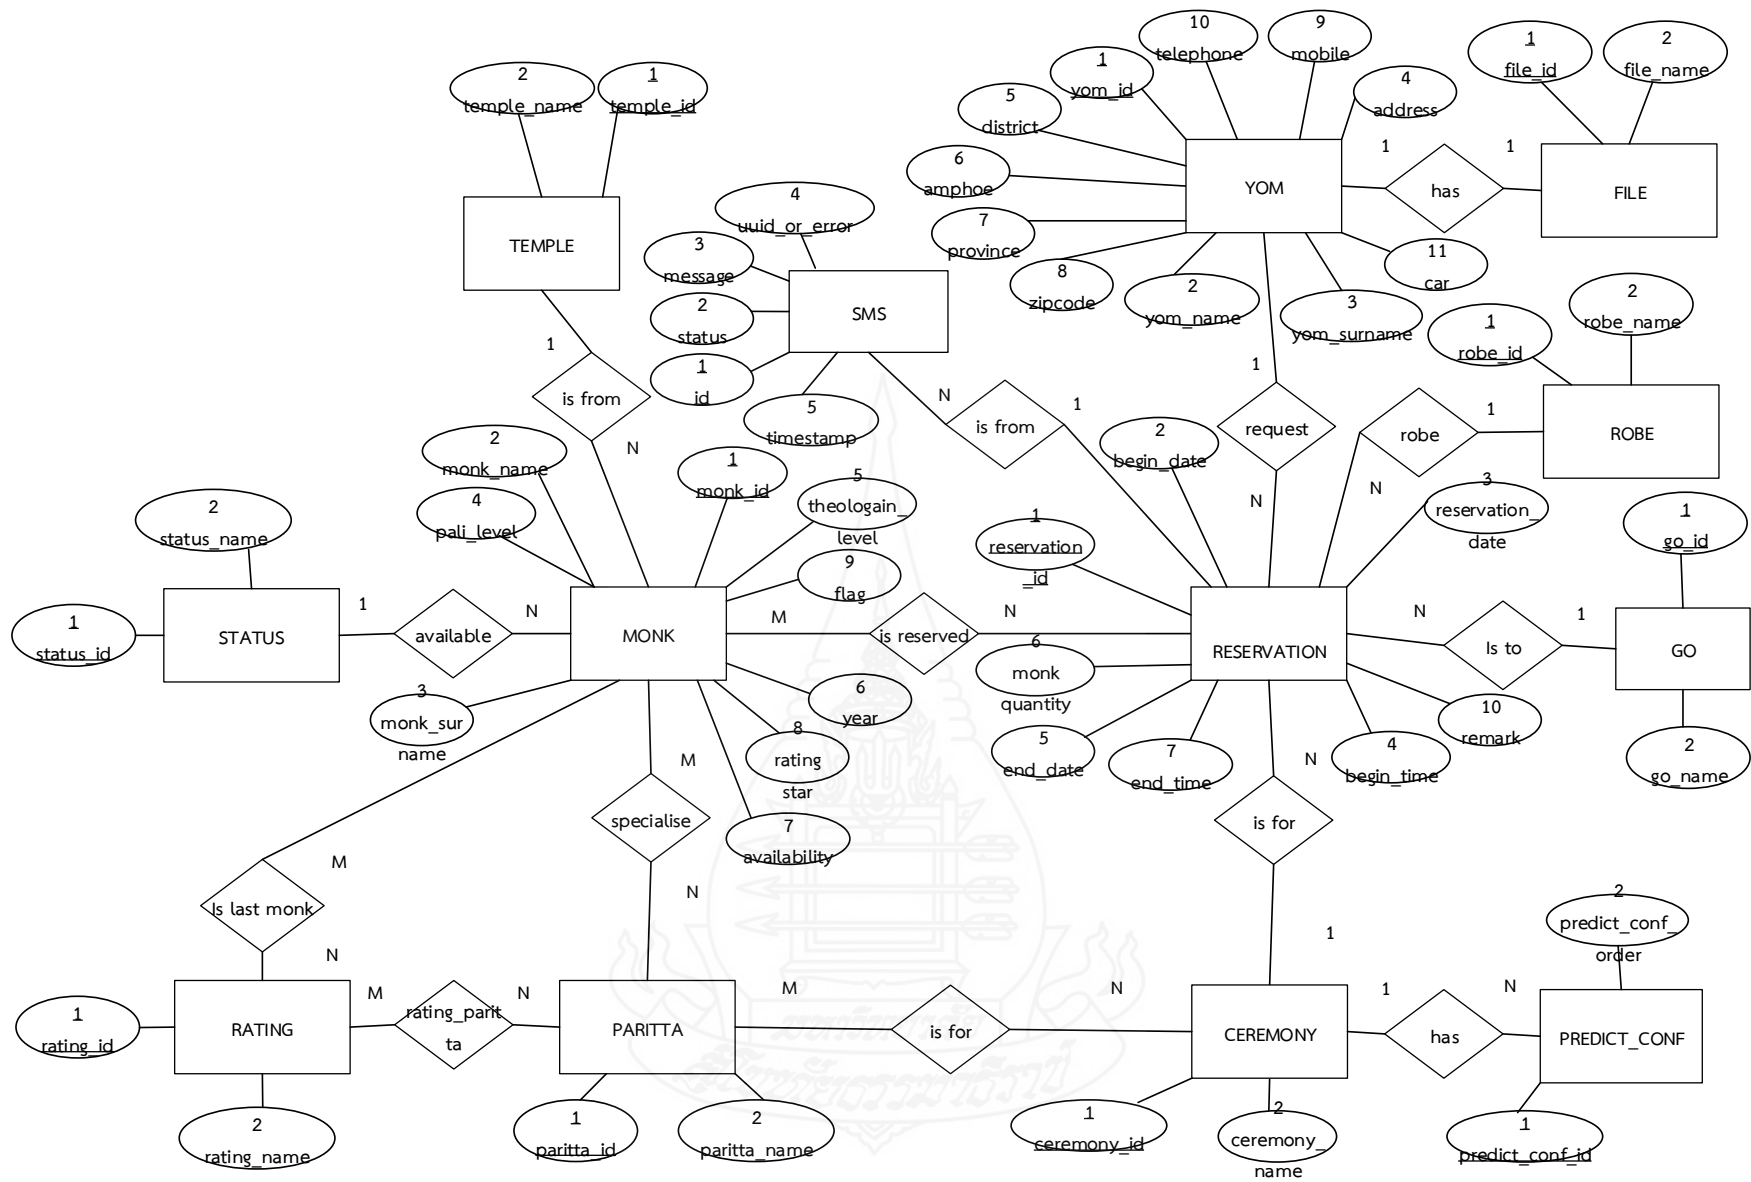 10
telephone
9
mobile
1
file_id
2
file_name
1
yom_id
4
address
2
temple_name
1
temple_id
5
district
6
amphoe
7
province
8
zipcode
YOM
1
has
1
FILE
4
uuid_or_error
3
message
2
status
1
id
5
timestamp
SMS
TEMPLE
2
yom_name
3
yom_surname
11
car
1
robe_id
2
robe_name
1
is from
N
N
is from
1
1
request
N
robe
1
N
ROBE
2
monk_name
4
pali_level
1
monk_id
5
theologain_
level
9
flag
2
begin_date
3
reservation_
date
1
reservation
_id
1
go_id
2
status_name
1
status_id
STATUS
1
available
N
MONK
M
is reserved
N
RESERVATION
N
Is to
1
GO
2
go_name
3
monk_sur
name
6
year
8
rating
star
7
availability
6
monk
quantity
5
end_date
7
end_time
4
begin_time
10
remark
M
specialise
N
N
is for
1
M
Is last monk
N
1
rating_id
RATING
2
rating_name
M
rating_parit
ta
N
PARITTA
1
paritta_id
2
paritta_name
M
is for
N
CEREMONY
1
ceremony_id
2
ceremony_
name
1
has
N
2
predict_conf_
order
PREDICT_CONF
1
predict_conf_id